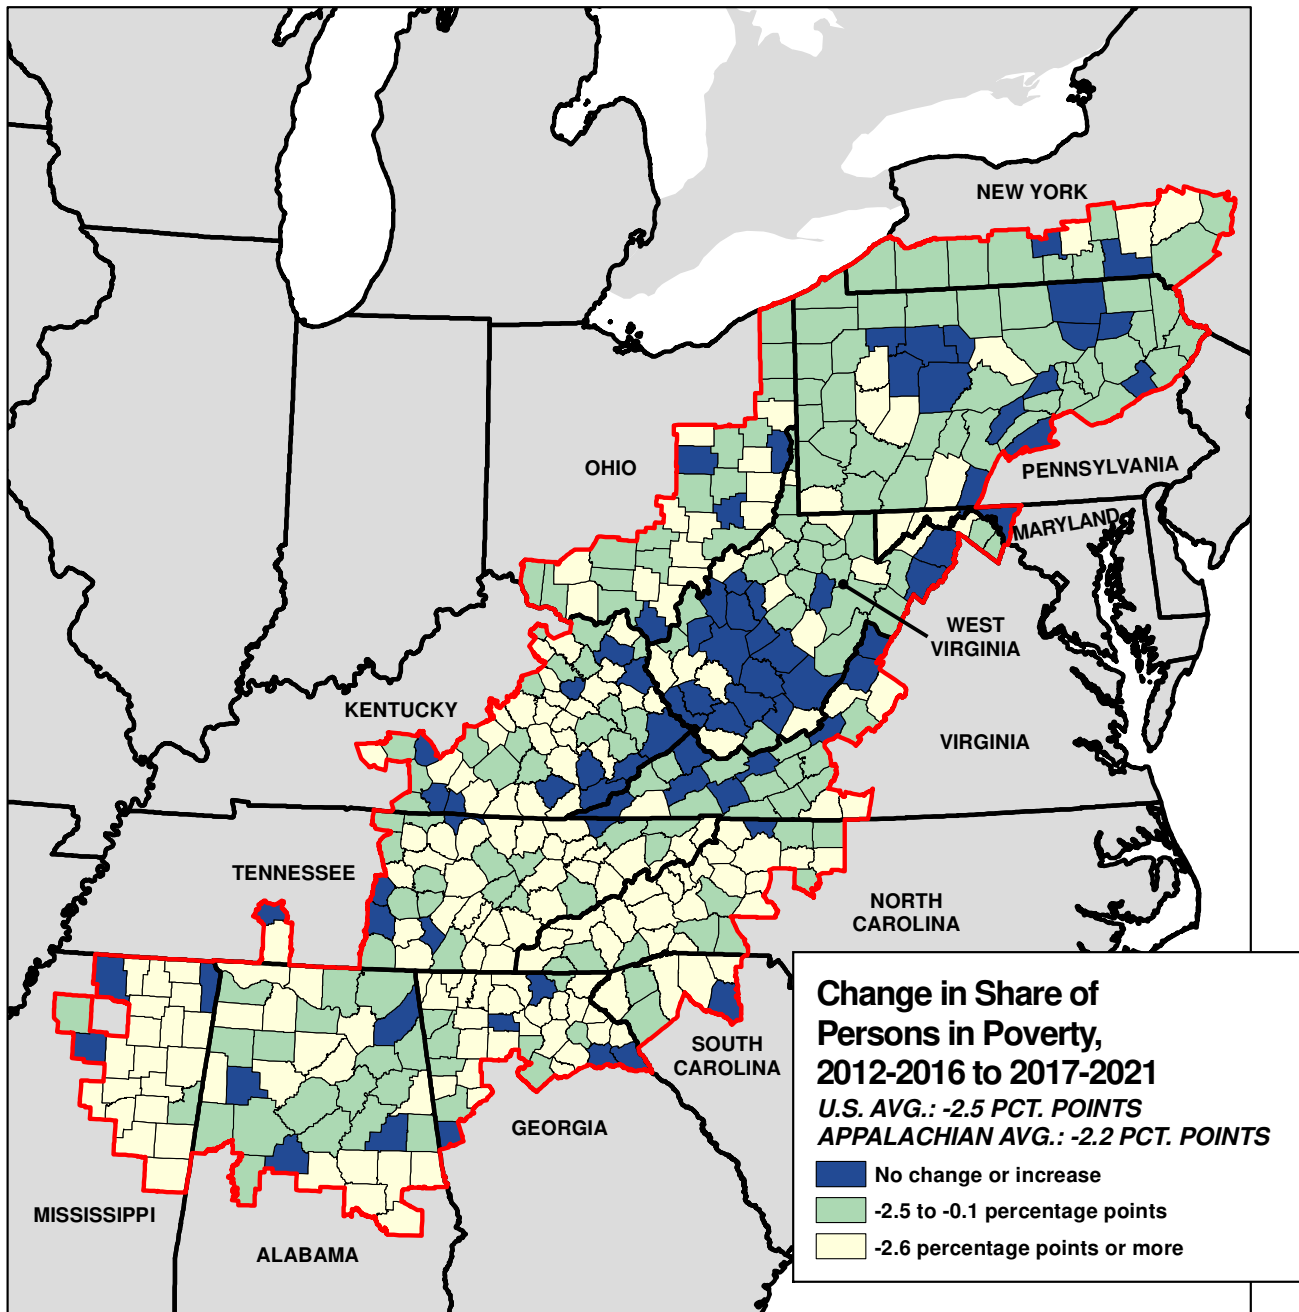 NEW YORK
OHIO
PENNSYLVANIA
MARYLAND
WEST
VIRGINIA
KENTUCKY
VIRGINIA
TENNESSEE
NORTH
CAROLINA
SOUTH
CAROLINA
GEORGIA
MISSISSIPPI
ALABAMA
Change in Share of
Persons in Poverty,
2012-2016 to 2017-2021
U.S. AVG.: -2.5 PCT. POINTS
APPALACHIAN AVG.: -2.2 PCT. POINTS
No change or increase
-2.5 to -0.1 percentage points
-2.6 percentage points or more